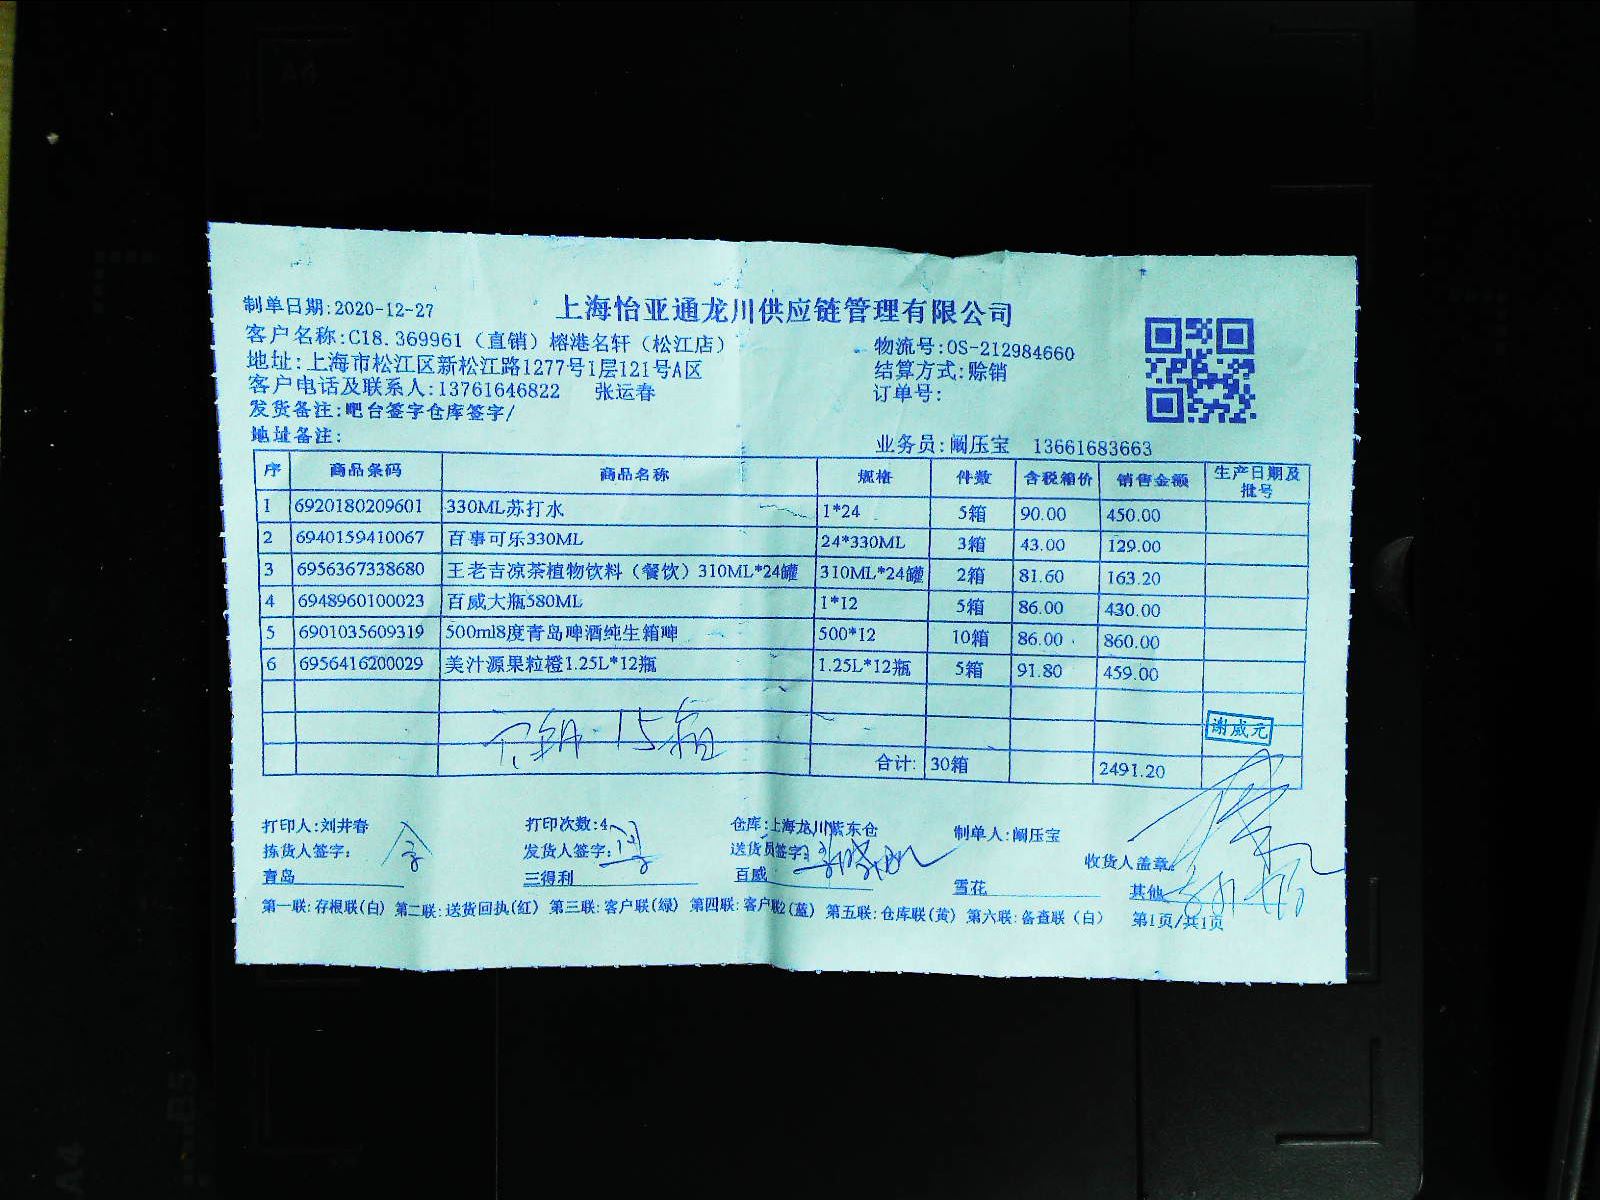 上海怡亚通龙川供应链管理有限公司
制单日期:2020-12-27
客户名称:C18.369961（直销）榕港名轩（松江店）
物流号:OS-212984660
地址:上海市松江区新松江路1277号1层121号A区
结算方式:赊销
客户电话及联系人:13761646822 张运春
订单号:
发货备注:吧台签字仓库签字/
地址备注:
业务员:阚压宝 13661683663
序 商品条码 商品名称 规格 件数 含税箱价 销售金额 生产日期及批号
1 6920180209601 330ML苏打水 1*24 5箱 90.00 450.00
2 6940159410067 百事可乐330ML 24*330ML 3箱 43.00 129.00
3 6956367338680 王老吉凉茶植物饮料（餐饮）310ML*24罐 310ML*24罐 2箱 81.60 163.20
4 6948960100023 百威大瓶580ML 1*12 5箱 86.00 430.00
5 6901035609319 500ml8度青岛啤酒纯生箱啤 500*12 10箱 86.00 860.00
6 6956416200029 美汁源果粒橙1.25L*12瓶 1.25L*12瓶 5箱 91.80 459.00
谢威元
15箱
合计: 30箱 2491.20
打印人:刘井春 打印次数:4 仓库:上海龙川紫东仓 制单人:阚压宝
拣货人签字: 发货人签字: 送货员签字: 收货人盖章:
青岛 三得利 百威 雪花 其他
第一联:存根联(白) 第二联:送货回执(红) 第三联:客户联(绿) 第四联:客户联2(蓝) 第五联:仓库联(黄) 第六联:备查联（白） 第1页/共1页